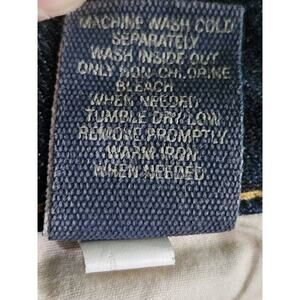 MACHINE WASH COLD
SEPARATELY
WASH INSIDE OUT
ONLY NON-CHLORINE
BLEACH
WHEN NEEDED
TUMBLE DRY LOW
REMOVE PROMPTLY
WARM IRON
WHEN NEEDED